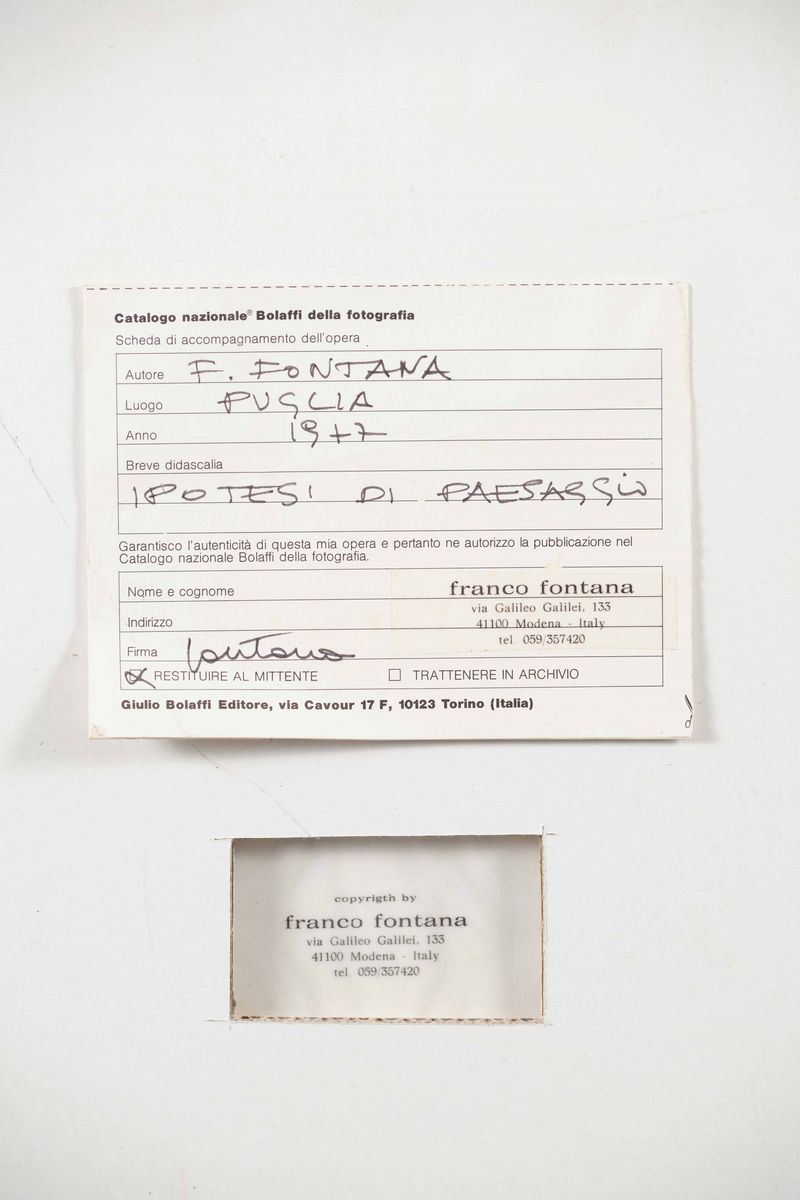 Catalogo nazionale® Bolaffi della fotografia
Scheda di accompagnamento dell'opera
Autore F. FONTANA
Luogo PUGLIA
Anno 1977
Breve didascalia
IPOTESI DI PAESAGGIO
Garantisco l'autenticità di questa mia opera e pertanto ne autorizzo la pubblicazione nel
Catalogo nazionale Bolaffi della fotografia.
Nome e cognome franco fontana
via Galileo Galilei, 133
Indirizzo 41100 Modena - Italy
tel. 059/357420
Firma Fontana
RESTITUIRE AL MITTENTE TRATTENERE IN ARCHIVIO
Giulio Bolaffi Editore, via Cavour 17 F, 10123 Torino (Italia)
copyrigth by
franco fontana
via Galileo Galilei, 133
41100 Modena - Italy
tel. 059/357420